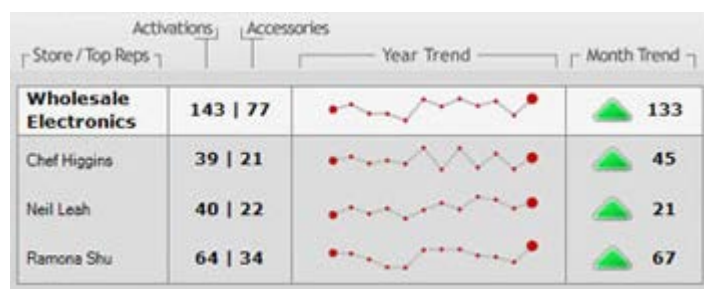 Activations Accessories
Store / Top Reps Year Trend Month Trend
Wholesale
Electronics 143 | 77 133
Chef Higgins 39 | 21 45
Neil Leah 40 | 22 21
Ramona Shu 64 | 34 67